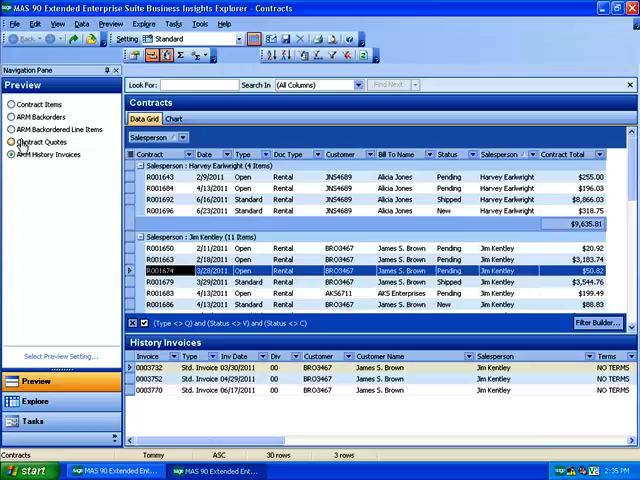 sage MAS 90 Extended Enterprise Suite Business Insights Explorer - Contracts
File Edit View Data Preview Explore Tasks Tools Help
Back Setting Standard
Navigation Pane
Look For: Search In (All Columns) Find Next
Preview
Contract Items
ARM Backorders
ARM Backordered Line Items
Contract Quotes
ARM History Invoices
Select Preview Setting...
Preview
Explore
Tasks
Contracts
Data Grid Chart
Salesperson
Contract Date Type Doc Type Customer Bill To Name Status Salesperson Contract Total
Salesperson : Harvey Earlwright (4 Items)
R001643 2/9/2011 Open Rental JNS4689 Alicia Jones Pending Harvey Earlwright $255.00
R001684 4/13/2011 Open Rental JNS4689 Alicia Jones Pending Harvey Earlwright $196.03
R001692 6/16/2011 Standard Rental JNS4689 Alicia Jones Shipped Harvey Earlwright $8,866.03
R001696 6/23/2011 Standard Rental JNS4689 Alicia Jones New Harvey Earlwright $318.75
$9,635.81
Salesperson : Jim Kentley (11 Items)
R001650 2/11/2011 Open Rental BRO3467 James S. Brown Pending Jim Kentley $20.92
R001663 2/18/2011 Open Rental BRO3467 James S. Brown Pending Jim Kentley $3,183.74
R001674 3/28/2011 Open Rental BRO3467 James S. Brown Pending Jim Kentley $50.82
R001679 3/29/2011 Standard Rental BRO3467 James S. Brown Shipped Jim Kentley $3,544.76
R001683 4/13/2011 Open Rental AKS6711 AKS Enterprises Pending Jim Kentley $199.49
R001686 4/13/2011 Standard Rental BRO3467 James S. Brown New Jim Kentley $88.83
(Type <> Q) and (Status <> V) and (Status <> C) Filter Builder...
History Invoices
Invoice Type Inv Date Div Customer Customer Name Salesperson Terms
0003732 Std. Invoice 03/30/2011 00 BRO3467 James S. Brown Jim Kentley NO TERMS
0003752 Std. Invoice 04/29/2011 00 BRO3467 James S. Brown Jim Kentley NO TERMS
0003770 Std. Invoice 06/17/2011 00 BRO3467 James S. Brown Jim Kentley NO TERMS
Contracts Tommy ASC 30 rows 3 rows
start sage MAS 90 Extended Ent... sage MAS 90 Extended Ent... 2:35 PM